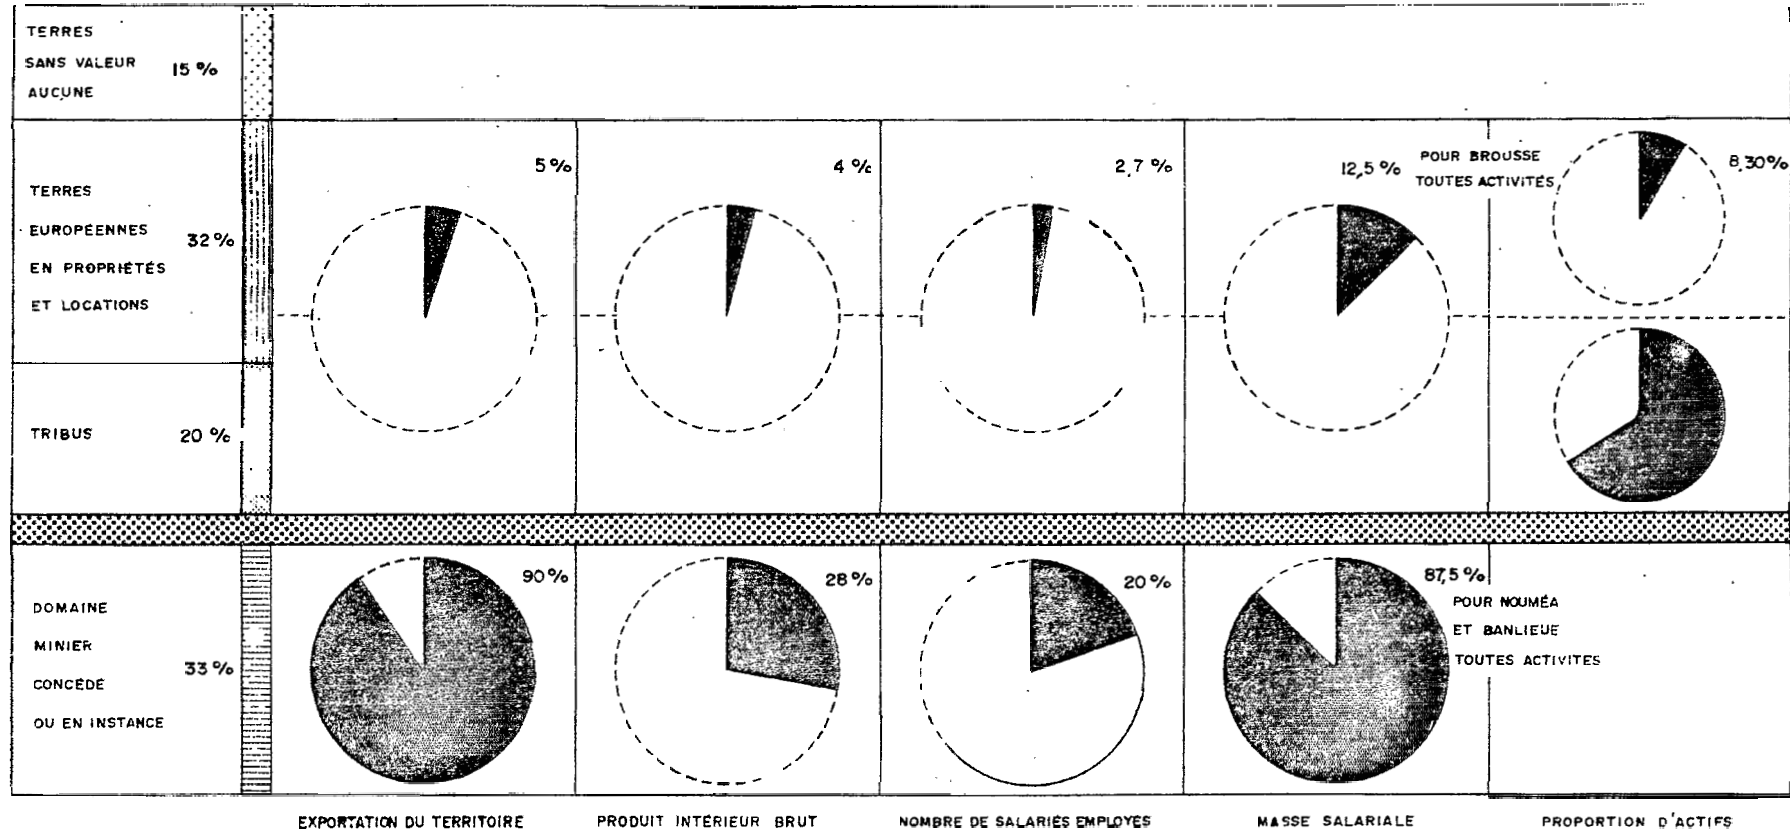 TERRES
SANS VALEUR 15 %
AUCUNE
5 % 4 % 2,7 % 12,5 % POUR BROUSSE 8,30 %
TOUTES ACTIVITÉS
TERRES
EUROPÉENNES
32 %
EN PROPRIÉTÉS
ET LOCATIONS
TRIBUS 20 %
90 % 28 % 20 % 87,5 %
POUR NOUMÉA
ET BANLIEUE
TOUTES ACTIVITES
DOMAINE
MINIER
33 %
CONCÉDÉ
OU EN INSTANCE
EXPORTATION DU TERRITOIRE PRODUIT INTÉRIEUR BRUT NOMBRE DE SALARIÉS EMPLOYÉS MASSE SALARIALE PROPORTION D'ACTIFS